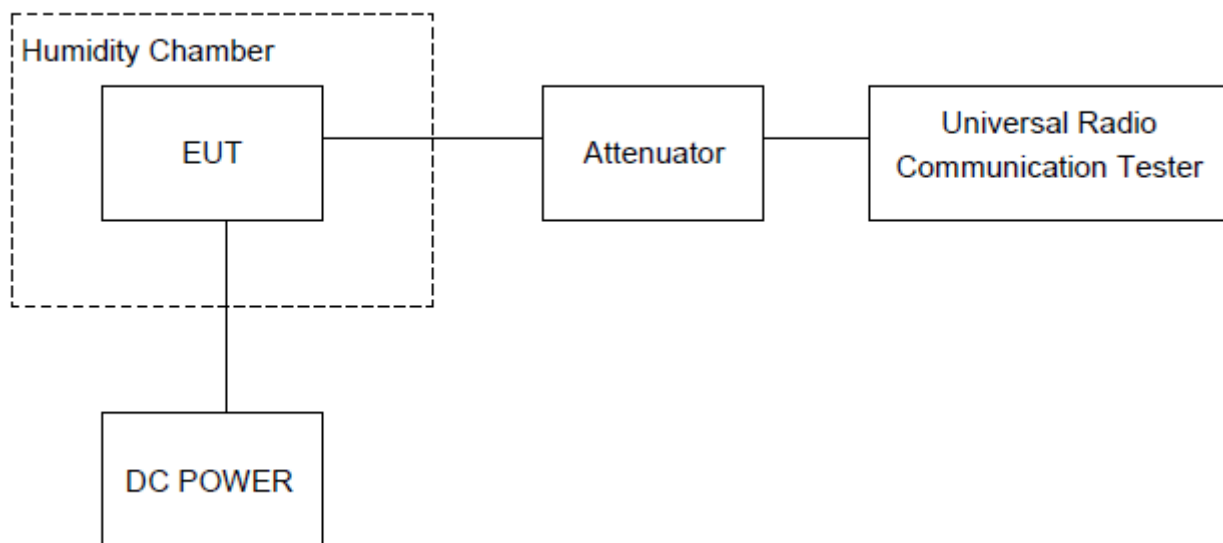 Humidity Chamber
EUT
Attenuator
Universal Radio
Communication Tester
DC POWER